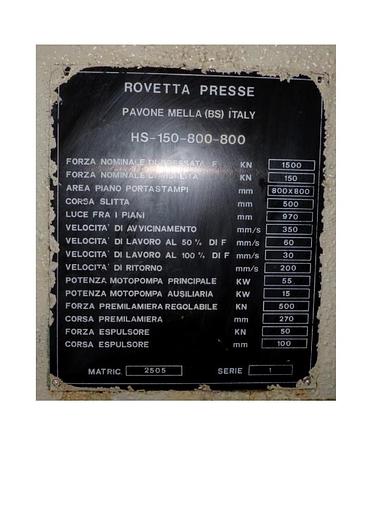 ROVETTA PRESSE
PAVONE MELLA (BS) ITALY
HS-150-800-800
FORZA NOMINALE DI PRESSATA F KN 1500
FORZA NOMINALE DI KN 150
AREA PIANO PORTASTAMPI mm 800x800
CORSA SLITTA mm 500
LUCE FRA I PIANI mm 970
VELOCITA' DI AVVICINAMENTO mm/s 350
VELOCITA' DI LAVORO AL 50% DI F mm/s 60
VELOCITA' DI LAVORO AL 100% DI F mm/s 30
VELOCITA' DI RITORNO mm/s 200
POTENZA MOTOPOMPA PRINCIPALE KW 55
POTENZA MOTOPOMPA AUSILIARIA KW 15
FORZA PREMILAMIERA REGOLABILE KN 500
CORSA PREMILAMIERA mm 270
FORZA ESPULSORE KN 50
CORSA ESPULSORE mm 100
MATRIC. 2505 SERIE 1